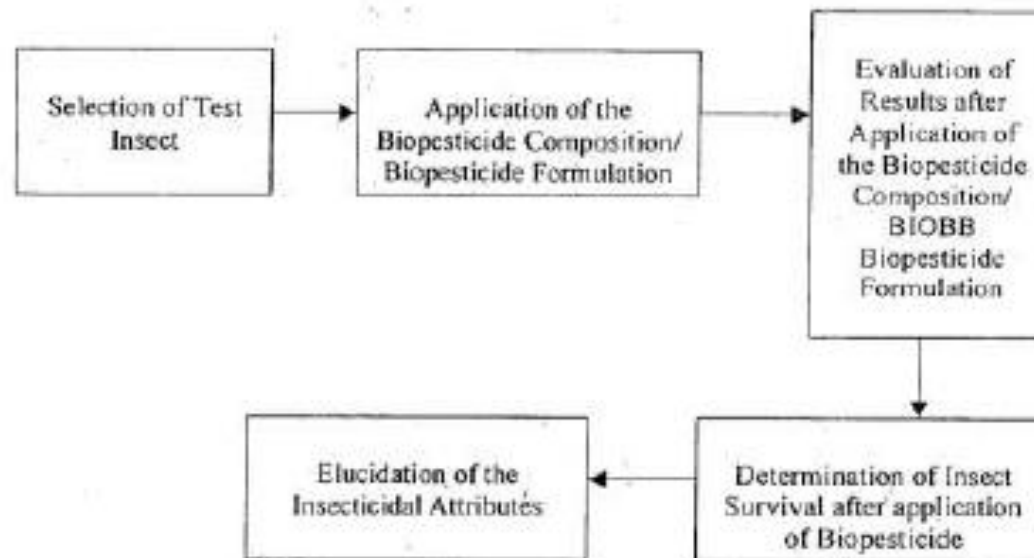 Selection of Test
Insect
Application of the
Biopesticide Composition/
Biopesticide Formulation
Evaluation of
Results after
Application of
the Biopesticide
Composition/
BIOBB
Biopesticide
Formulation
Determination of Insect
Survival after application
of Biopesticide
Elucidation of the
Insecticidal Attributés